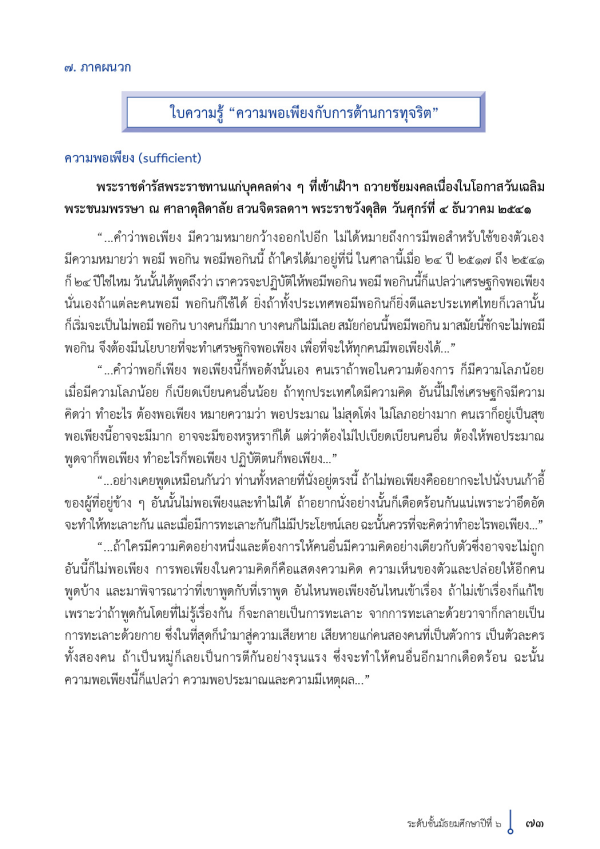 ๗. ภาคผนวก
ใบความรู้ “ความพอเพียงกับการต้านการทุจริต”
ความพอเพียง (sufficient)
พระราชดำรัสพระราชทานแก่บุคคลต่าง ๆ ที่เข้าเฝ้าฯ ถวายชัยมงคลเนื่องในโอกาสวันเฉลิม
พระชนมพรรษา ณ ศาลาดุสิดาลัย สวนจิตรลดาฯ พระราชวังดุสิต วันศุกร์ที่ ๔ ธันวาคม ๒๕๔๑
“...คำว่าพอเพียง มีความหมายกว้างออกไปอีก ไม่ได้หมายถึงการมีพอสำหรับใช้ของตัวเอง
มีความหมายว่า พอมี พอกิน พอมีพอกินนี้ ถ้าใครได้มาอยู่ที่นี่ ในศาลานี้เมื่อ ๒๔ ปี ๒๕๑๗ ถึง ๒๕๔๑
ก็ ๒๔ ปีใช่ไหม วันนั้นได้พูดถึงว่า เราควรจะปฏิบัติให้พอมีพอกิน พอมี พอกินนี้ก็แปลว่าเศรษฐกิจพอเพียง
นั่นเองถ้าแต่ละคนพอมี พอกินก็ใช้ได้ ยิ่งถ้าทั้งประเทศพอมีพอกินก็ยิ่งดีและประเทศไทยก็เวลานั้น
ก็เริ่มจะเป็นไม่พอมี พอกิน บางคนก็มีมาก บางคนก็ไม่มีเลย สมัยก่อนนี้พอมีพอกิน มาสมัยนี้ชักจะไม่พอมี
พอกิน จึงต้องมีนโยบายที่จะทำเศรษฐกิจพอเพียง เพื่อที่จะให้ทุกคนมีพอเพียงได้...”
“...คำว่าพอก็เพียง พอเพียงนี้ก็พอดังนั้นเอง คนเราถ้าพอในความต้องการ ก็มีความโลภน้อย
เมื่อมีความโลภน้อย ก็เบียดเบียนคนอื่นน้อย ถ้าทุกประเทศใดมีความคิด อันนี้ไม่ใช่เศรษฐกิจมีความ
คิดว่า ทำอะไร ต้องพอเพียง หมายความว่า พอประมาณ ไม่สุดโต่ง ไม่โลภอย่างมาก คนเราก็อยู่เป็นสุข
พอเพียงนี้อาจจะมีมาก อาจจะมีของหรูหราก็ได้ แต่ว่าต้องไม่ไปเบียดเบียนคนอื่น ต้องให้พอประมาณ
พูดจาก็พอเพียง ทำอะไรก็พอเพียง ปฏิบัติตนก็พอเพียง...”
“...อย่างเคยพูดเหมือนกันว่า ท่านทั้งหลายที่นั่งอยู่ตรงนี้ ถ้าไม่พอเพียงคืออยากจะไปนั่งบนเก้าอี้
ของผู้ที่อยู่ข้าง ๆ อันนั้นไม่พอเพียงและทำไม่ได้ ถ้าอยากนั่งอย่างนั้นก็เดือดร้อนกันแน่เพราะว่าอึดอัด
จะทำให้ทะเลาะกัน และเมื่อมีการทะเลาะกันก็ไม่มีประโยชน์เลย ฉะนั้นควรที่จะคิดว่าทำอะไรพอเพียง...”
“...ถ้าใครมีความคิดอย่างหนึ่งและต้องการให้คนอื่นมีความคิดอย่างเดียวกับตัวซึ่งอาจจะไม่ถูก
อันนี้ก็ไม่พอเพียง การพอเพียงในความคิดก็คือแสดงความคิด ความเห็นของตัวและปล่อยให้อีกคน
พูดบ้าง และมาพิจารณาว่าที่เขาพูดกับที่เราพูด อันไหนพอเพียงอันไหนเข้าเรื่อง ถ้าไม่เข้าเรื่องก็แก้ไข
เพราะว่าถ้าพูดกันโดยที่ไม่รู้เรื่องกัน ก็จะกลายเป็นการทะเลาะ จากการทะเลาะด้วยวาจาก็กลายเป็น
การทะเลาะด้วยกาย ซึ่งในที่สุดก็นำมาสู่ความเสียหาย เสียหายแก่คนสองคนที่เป็นตัวการ เป็นตัวละคร
ทั้งสองคน ถ้าเป็นหมู่ก็เลยเป็นการตีกันอย่างรุนแรง ซึ่งจะทำให้คนอื่นอีกมากเดือดร้อน ฉะนั้น
ความพอเพียงนี้ก็แปลว่า ความพอประมาณและความมีเหตุผล...”
ระดับชั้นมัธยมศึกษาปีที่ ๖ ๗๓